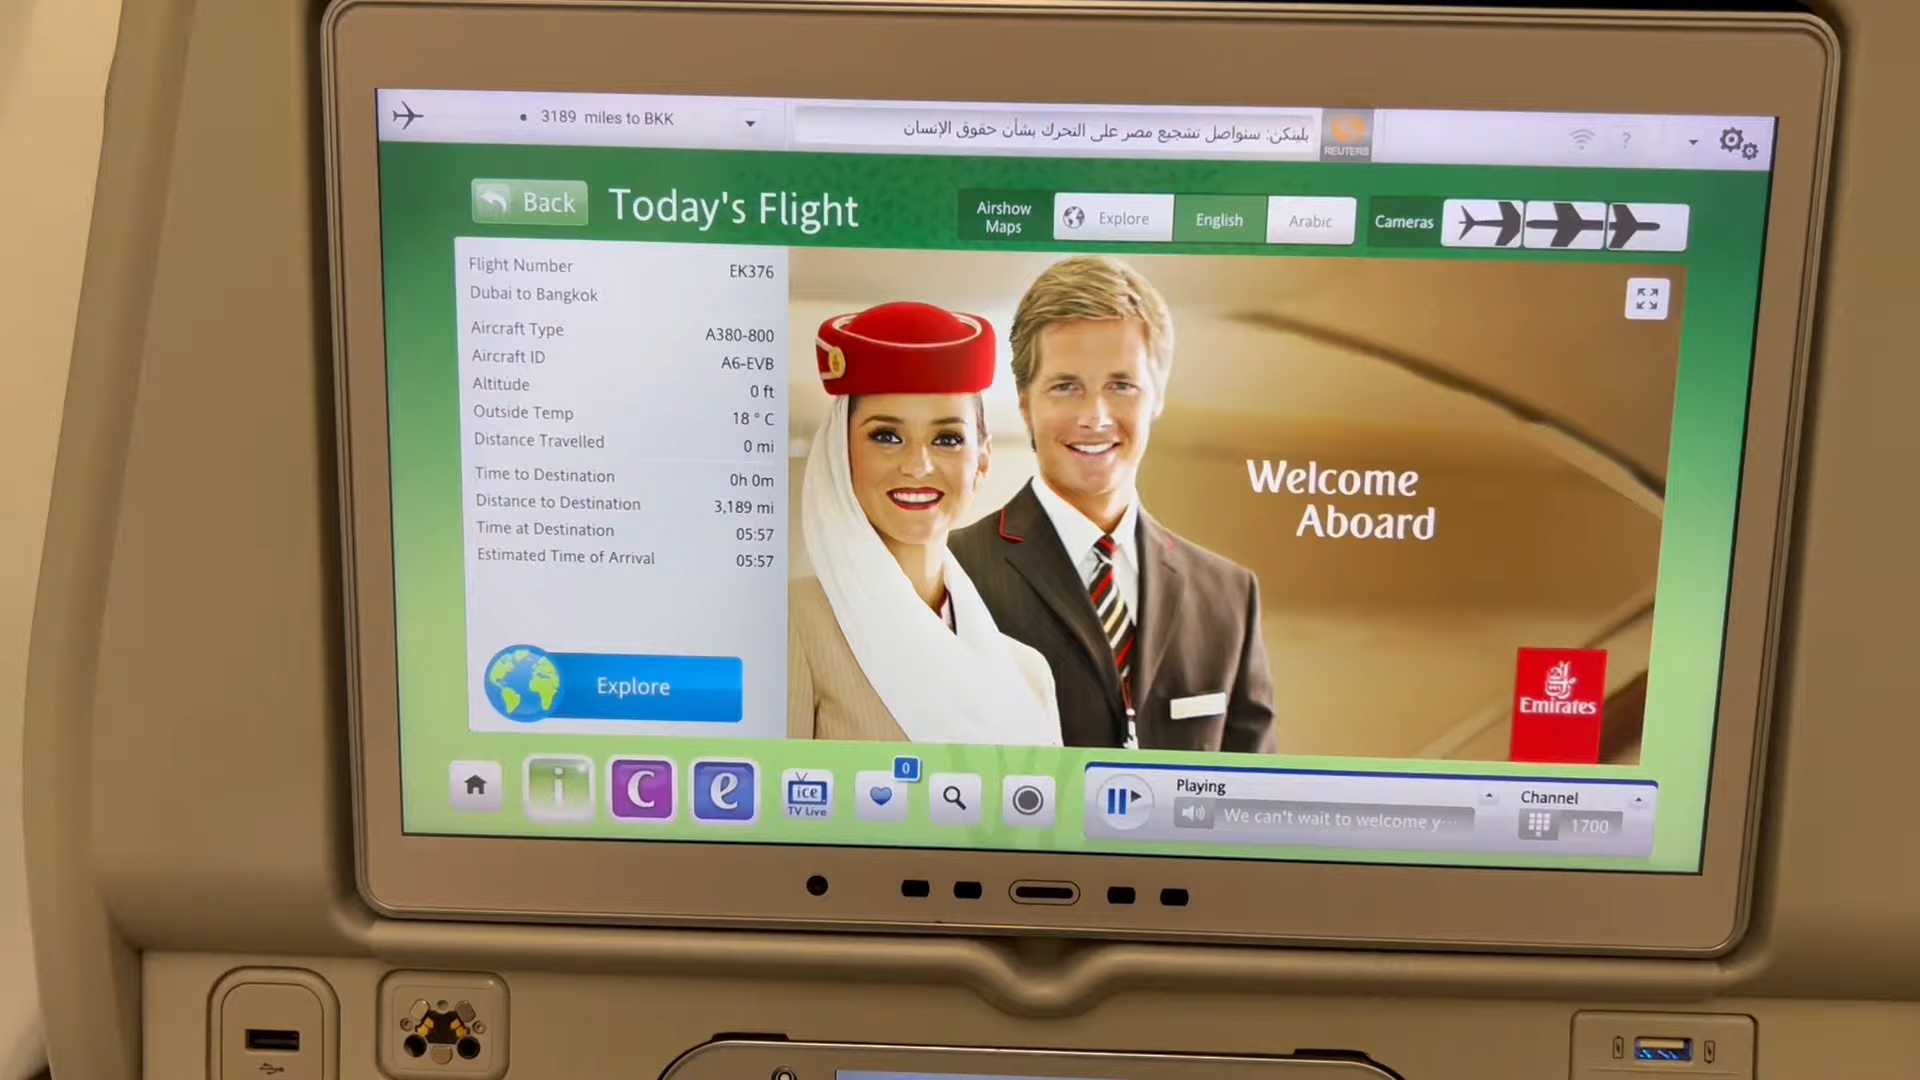 3189 miles to BKK
بلينكن: سنواصل تشجيع مصر على التحرك بشأن حقوق الإنسان
REUTERS
?
Back
Today's Flight
Airshow
Maps
Explore
English
Arabic
Cameras
Flight Number EK376
Dubai to Bangkok
Aircraft Type A380-800
Aircraft ID A6-EVB
Altitude 0 ft
Outside Temp 18 ° C
Distance Travelled 0 mi
Time to Destination 0h 0m
Distance to Destination 3,189 mi
Time at Destination 05:57
Estimated Time of Arrival 05:57
Explore
Welcome
Aboard
Emirates
i
C
e
ice
TV Live
0
Playing
We can't wait to welcome y...
Channel
1700